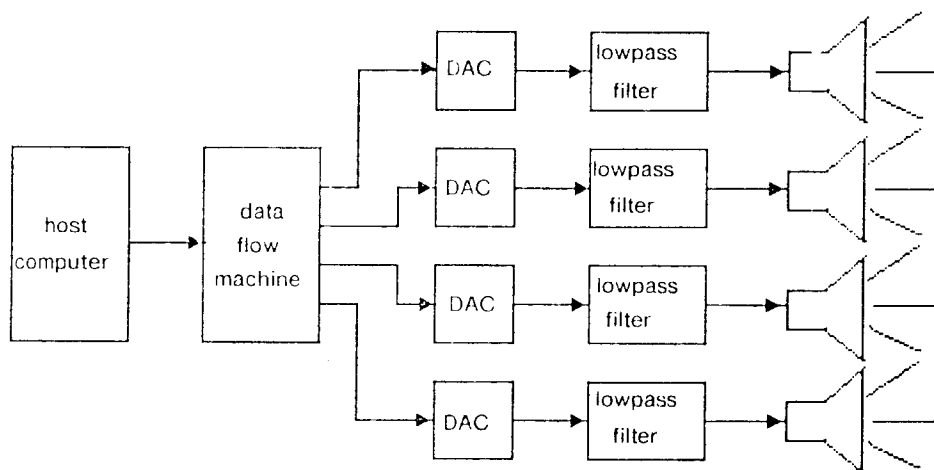 host
computer
data
flow
machine
DAC
lowpass
filter
DAC
lowpass
filter
DAC
lowpass
filter
DAC
lowpass
filter